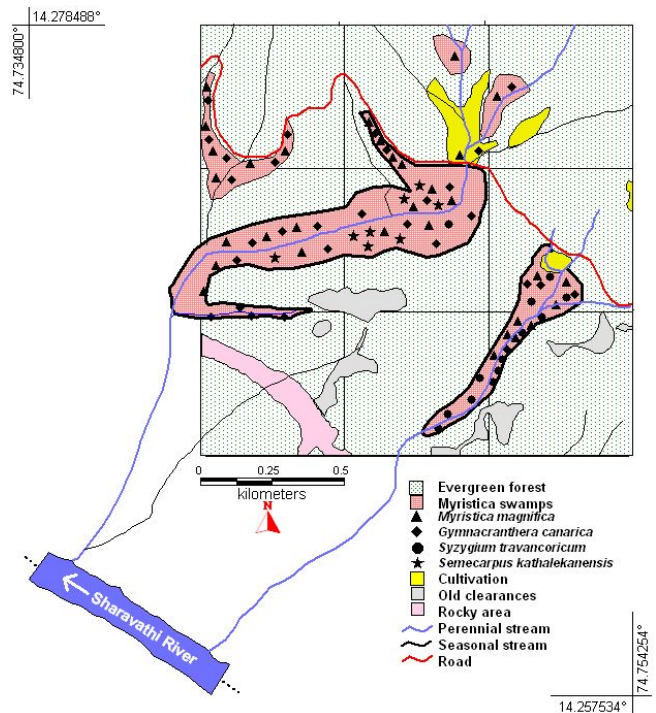 14.278488°
74.734800°
0 0.25 0.5
kilometers
N
Evergreen forest
Myristica swamps
Myristica magnifica
Gymnacranthera canarica
Syzygium travancoricum
Semecarpus kathalekanensis
Cultivation
Old clearances
Rocky area
Perennial stream
Seasonal stream
Road
Sharavathi River
74.754254°
14.257534°